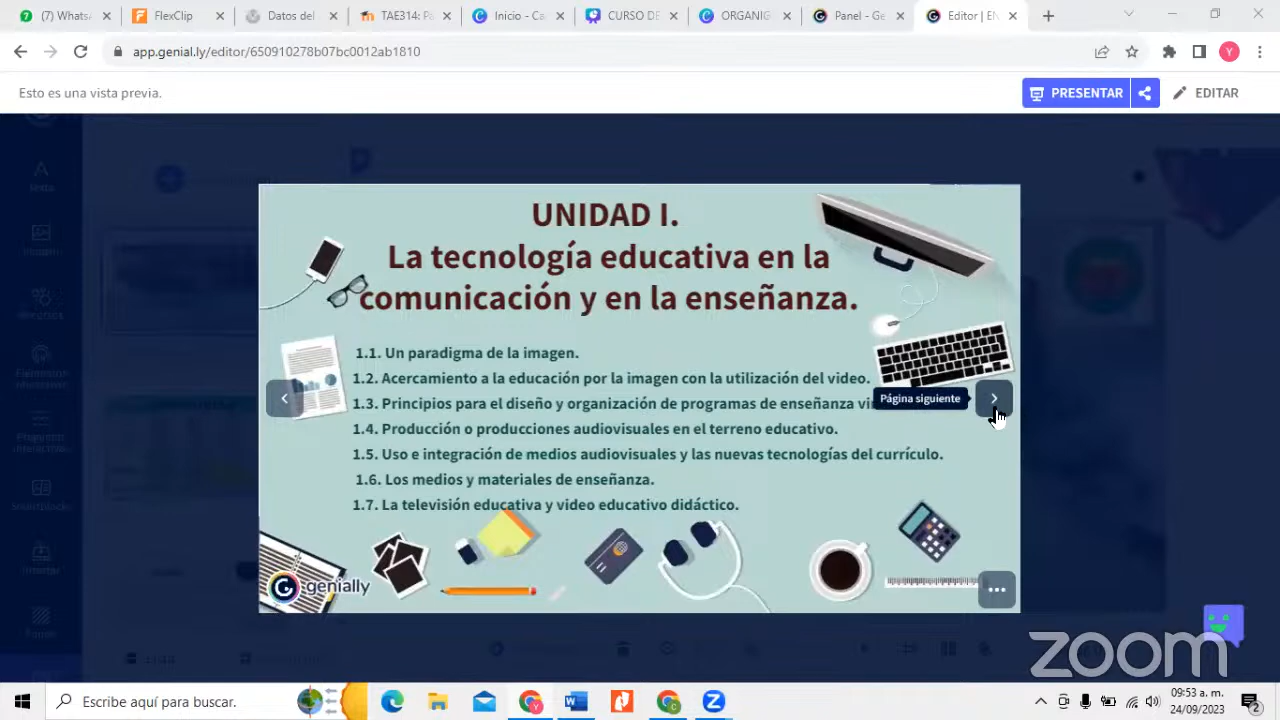 (7) Whats
FlexClip
Datos del
TAE314: Pa
Inicio - Ca
CURSO DE
ORGANIG
Panel - Ge
Editor | EN
app.genial.ly/editor/650910278b07bc0012ab1810
Y
Esto es una vista previa.
PRESENTAR
EDITAR
Texto
UNIDAD I.
La tecnología educativa en la
comunicación y en la enseñanza.
1.1. Un paradigma de la imagen.
1.2. Acercamiento a la educación por la imagen con la utilización del video.
1.3. Principios para el diseño y organización de programas de enseñanza
Página siguiente
1.4. Producción o producciones audiovisuales en el terreno educativo.
1.5. Uso e integración de medios audiovisuales y las nuevas tecnologías del currículo.
1.6. Los medios y materiales de enseñanza.
1.7. La televisión educativa y video educativo didáctico.
genially
zoom
Escribe aquí para buscar.
09:53 a. m.
24/09/2023
2